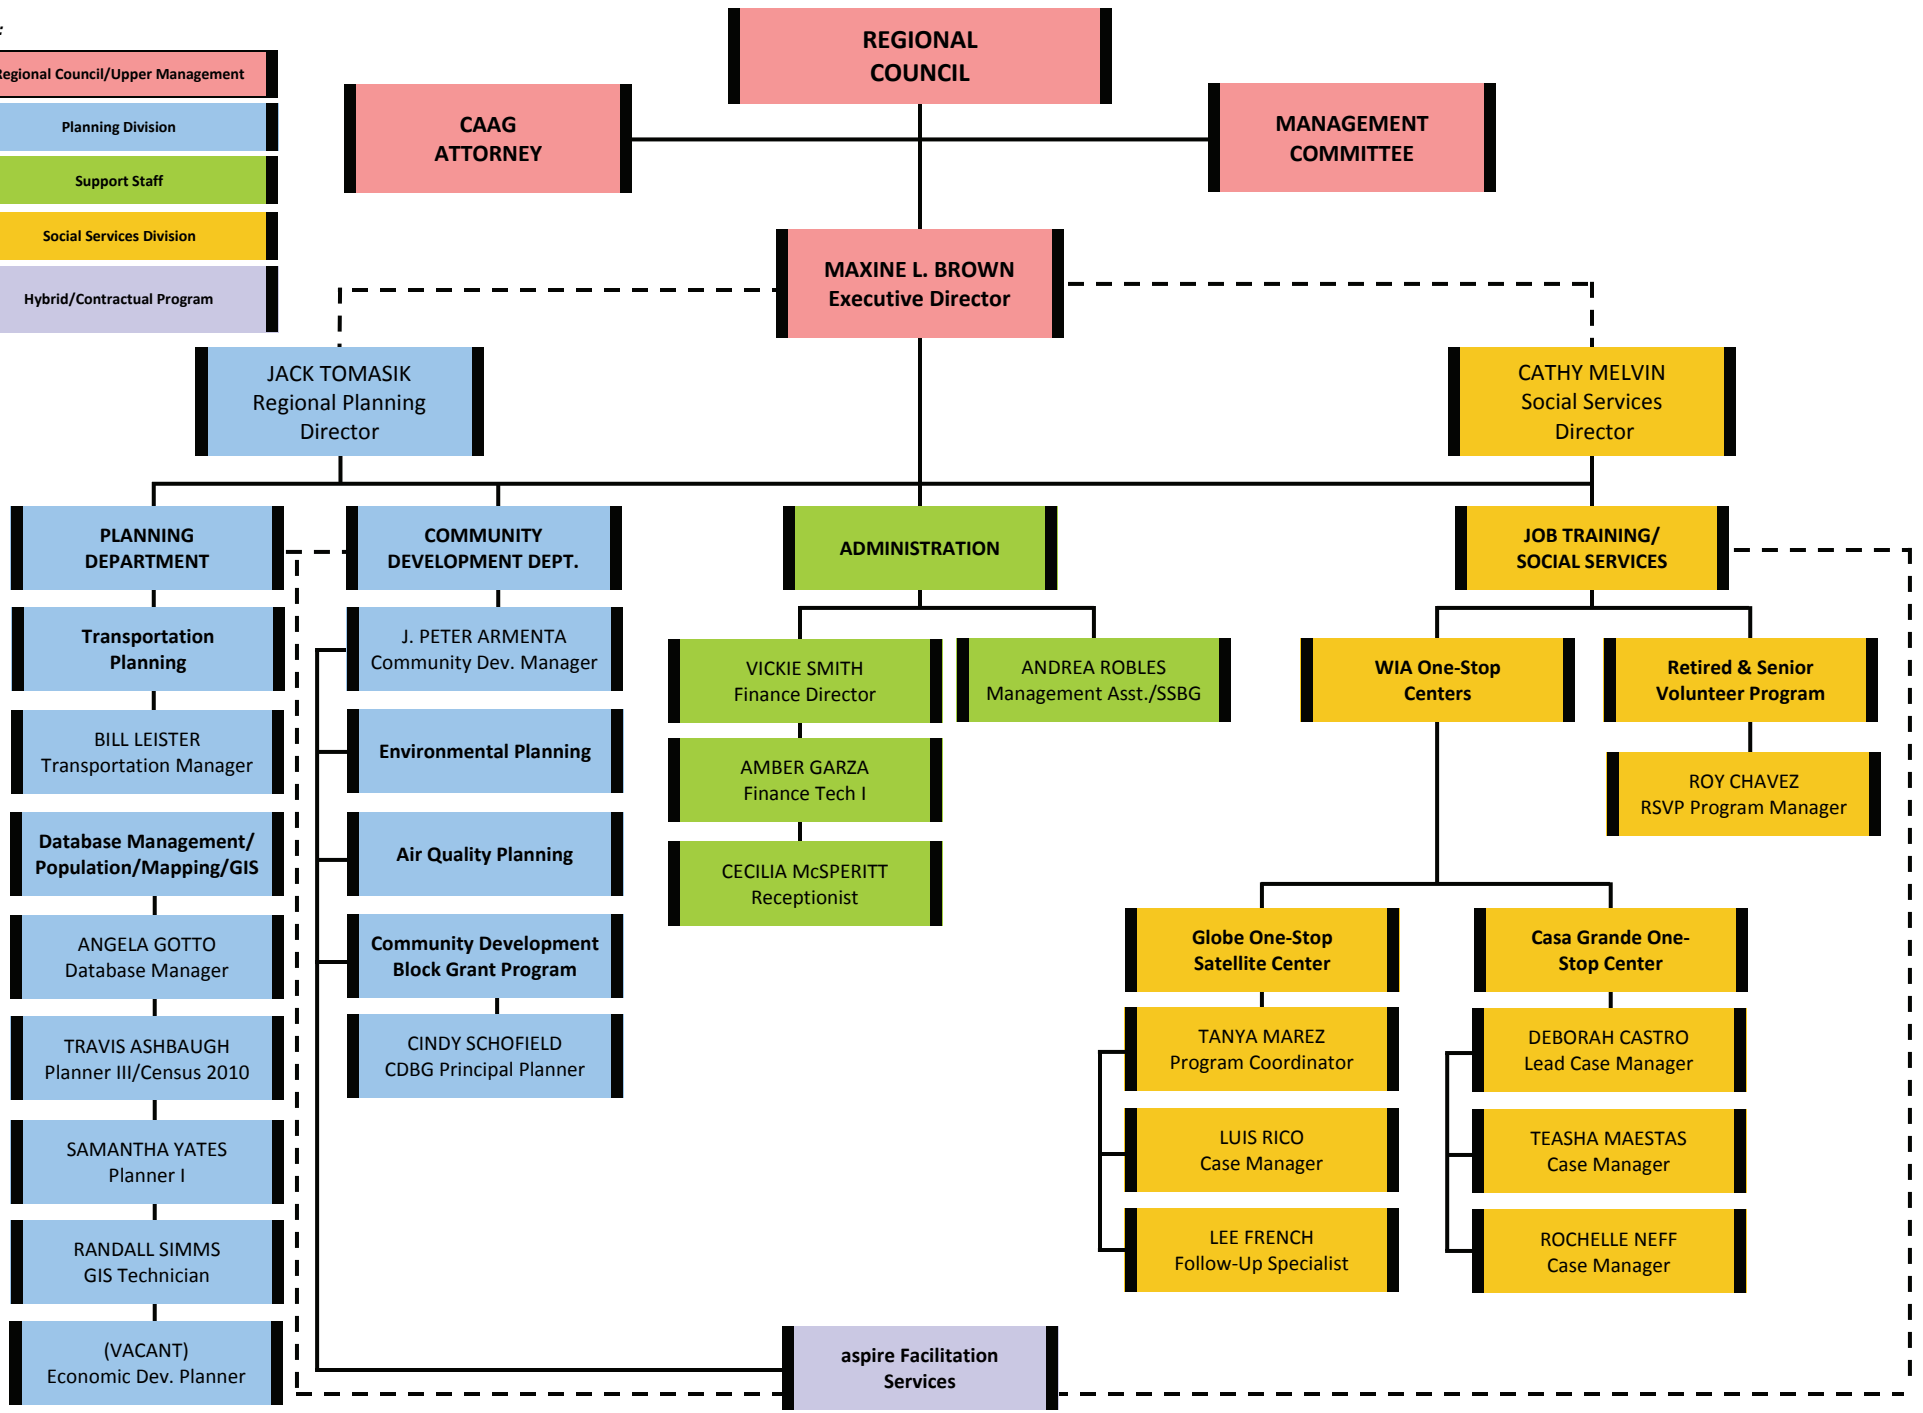 :
Regional Council/Upper Management
Planning Division
Support Staff
Social Services Division
Hybrid/Contractual Program
REGIONAL
COUNCIL
CAAG
ATTORNEY
MANAGEMENT
COMMITTEE
MAXINE L. BROWN
Executive Director
JACK TOMASIK
Regional Planning
Director
CATHY MELVIN
Social Services
Director
PLANNING
DEPARTMENT
Transportation
Planning
BILL LEISTER
Transportation Manager
Database Management/
Population/Mapping/GIS
ANGELA GOTTO
Database Manager
TRAVIS ASHBAUGH
Planner III/Census 2010
SAMANTHA YATES
Planner I
RANDALL SIMMS
GIS Technician
(VACANT)
Economic Dev. Planner
COMMUNITY
DEVELOPMENT DEPT.
J. PETER ARMENTA
Community Dev. Manager
Environmental Planning
Air Quality Planning
Community Development
Block Grant Program
CINDY SCHOFIELD
CDBG Principal Planner
ADMINISTRATION
VICKIE SMITH
Finance Director
AMBER GARZA
Finance Tech I
CECILIA McSPERITT
Receptionist
ANDREA ROBLES
Management Asst./SSBG
JOB TRAINING/
SOCIAL SERVICES
WIA One-Stop
Centers
Retired & Senior
Volunteer Program
ROY CHAVEZ
RSVP Program Manager
Globe One-Stop
Satellite Center
TANYA MAREZ
Program Coordinator
LUIS RICO
Case Manager
LEE FRENCH
Follow-Up Specialist
Casa Grande One-
Stop Center
DEBORAH CASTRO
Lead Case Manager
TEASHA MAESTAS
Case Manager
ROCHELLE NEFF
Case Manager
aspire Facilitation
Services